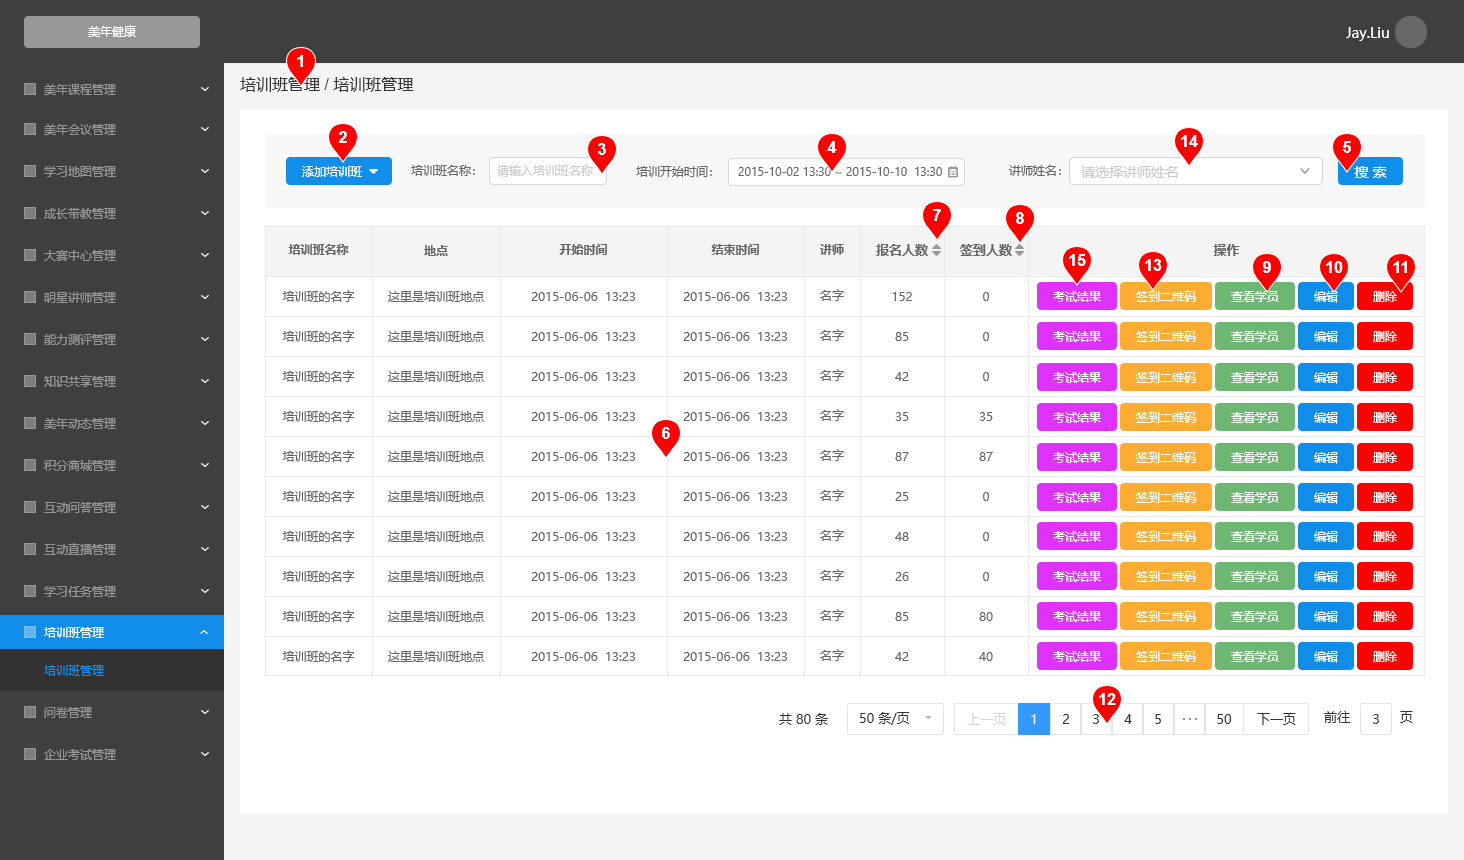 美年健康
Jay.Liu
美年课程管理
美年会议管理
学习地图管理
成长带教管理
大赛中心管理
明星讲师管理
能力测评管理
知识共享管理
美年动态管理
积分商城管理
互动问答管理
互动直播管理
学习任务管理
培训班管理
培训班管理
问卷管理
企业考试管理
1
培训班管理 / 培训班管理
2 3 4 14 5
添加培训班 培训班名称： 请输入培训班名称 培训开始时间： 2015-10-02 13:30 ~ 2015-10-10 13:30 讲师姓名： 请选择讲师姓名 搜 索
7 8
培训班名称 地点 开始时间 结束时间 讲师 报名人数 签到人数 操作
15 13 9 10 11
培训班的名字 这里是培训班地点 2015-06-06 13:23 2015-06-06 13:23 名字 152 0 考试结果 签到二维码 查看学员 编辑 删除
培训班的名字 这里是培训班地点 2015-06-06 13:23 2015-06-06 13:23 名字 85 0 考试结果 签到二维码 查看学员 编辑 删除
培训班的名字 这里是培训班地点 2015-06-06 13:23 2015-06-06 13:23 名字 42 0 考试结果 签到二维码 查看学员 编辑 删除
培训班的名字 这里是培训班地点 2015-06-06 13:23 2015-06-06 13:23 名字 35 35 考试结果 签到二维码 查看学员 编辑 删除
6
培训班的名字 这里是培训班地点 2015-06-06 13:23 2015-06-06 13:23 名字 87 87 考试结果 签到二维码 查看学员 编辑 删除
培训班的名字 这里是培训班地点 2015-06-06 13:23 2015-06-06 13:23 名字 25 0 考试结果 签到二维码 查看学员 编辑 删除
培训班的名字 这里是培训班地点 2015-06-06 13:23 2015-06-06 13:23 名字 48 0 考试结果 签到二维码 查看学员 编辑 删除
培训班的名字 这里是培训班地点 2015-06-06 13:23 2015-06-06 13:23 名字 26 0 考试结果 签到二维码 查看学员 编辑 删除
培训班的名字 这里是培训班地点 2015-06-06 13:23 2015-06-06 13:23 名字 85 80 考试结果 签到二维码 查看学员 编辑 删除
培训班的名字 这里是培训班地点 2015-06-06 13:23 2015-06-06 13:23 名字 42 40 考试结果 签到二维码 查看学员 编辑 删除
12
共 80 条 50 条/页 上一页 1 2 3 4 5 ··· 50 下一页 前往 3 页